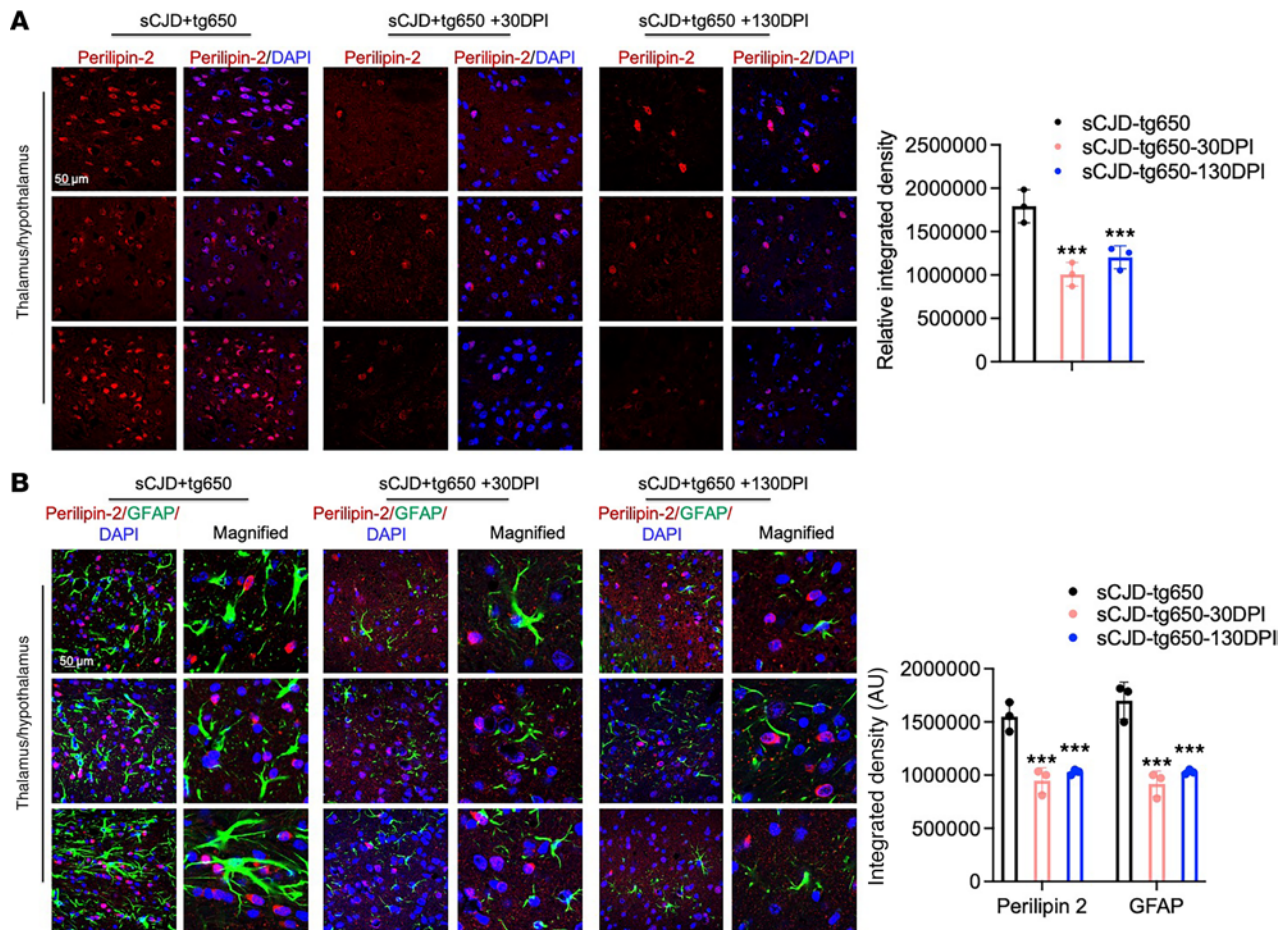 A
sCJD+tg650 sCJD+tg650 +30DPI sCJD+tg650 +130DPI
Perilipin-2 Perilipin-2/DAPI Perilipin-2 Perilipin-2/DAPI Perilipin-2 Perilipin-2/DAPI
50 µm
Thalamus/hypothalamus
sCJD-tg650
sCJD-tg650-30DPI
sCJD-tg650-130DPI
Relative integrated density
2500000
2000000
1500000
1000000
500000
0
*** ***
B
sCJD+tg650 sCJD+tg650 +30DPI sCJD+tg650 +130DPI
Perilipin-2/GFAP/ Perilipin-2/GFAP/ Perilipin-2/GFAP/
DAPI Magnified DAPI Magnified DAPI Magnified
50 µm
Thalamus/hypothalamus
sCJD-tg650
sCJD-tg650-30DPI
sCJD-tg650-130DPI
Integrated density (AU)
2000000
1500000
1000000
500000
0
*** *** *** ***
Perilipin 2 GFAP